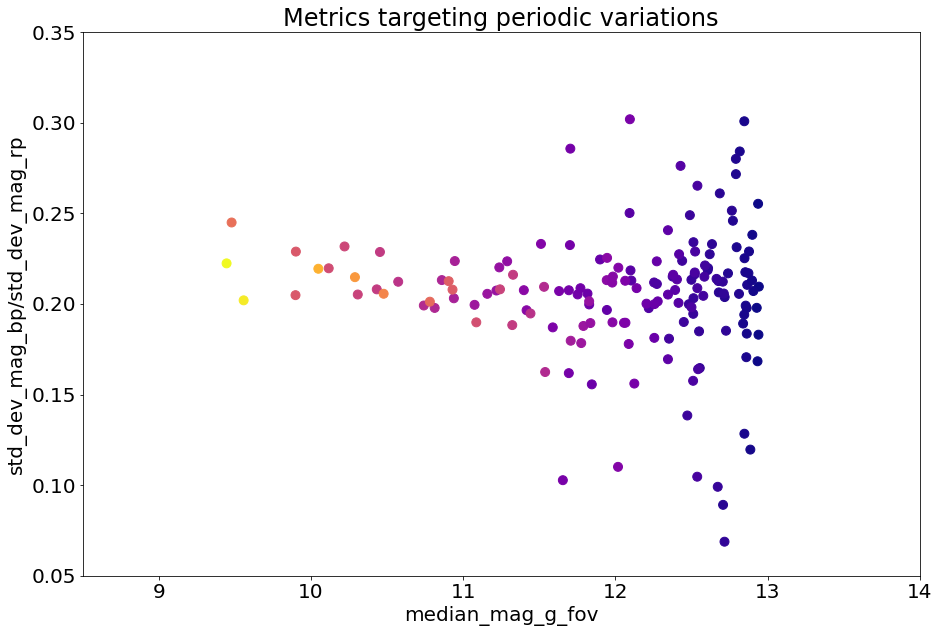 Metrics targeting periodic variations
std_dev_mag_bp/std_dev_mag_rp
0.35
0.30
0.25
0.20
0.15
0.10
0.05
9 10 11 12 13 14
median_mag_g_fov